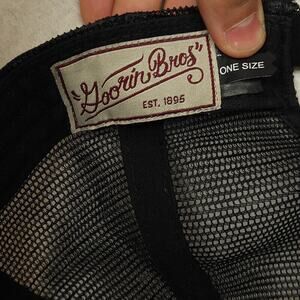 "Goorin Bros"
EST. 1895
ONE SIZE